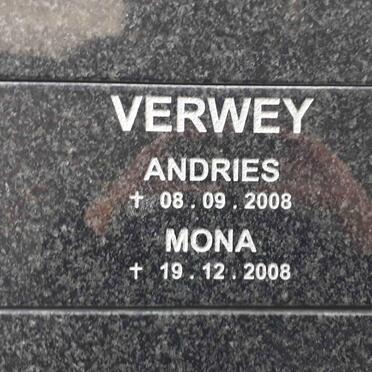 VERWEY
ANDRIES
✝ 08.09.2008
MONA
✝ 19.12.2008